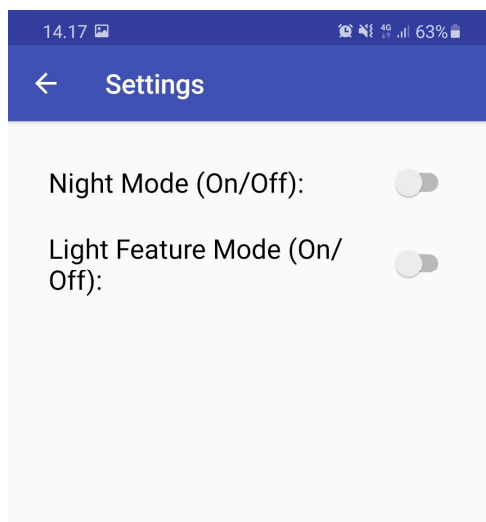 14.17 4G 63%
Settings
Night Mode (On/Off):
Light Feature Mode (On/
Off):